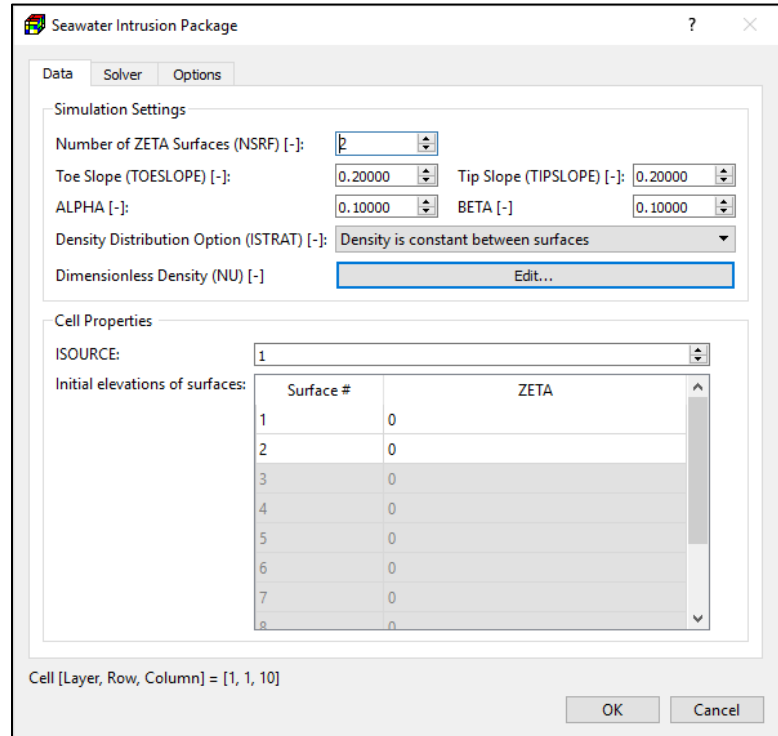 Seawater Intrusion Package ?
Data Solver Options
Simulation Settings
Number of ZETA Surfaces (NSRF) [-]: 2
Toe Slope (TOESLOPE) [-]: 0.20000 Tip Slope (TIPSLOPE) [-]: 0.20000
ALPHA [-]: 0.10000 BETA [-] 0.10000
Density Distribution Option (ISTRAT) [-]: Density is constant between surfaces
Dimensionless Density (NU) [-] Edit...
Cell Properties
ISOURCE: 1
Initial elevations of surfaces: Surface # ZETA
1 0
2 0
3 0
4 0
5 0
6 0
7 0
8 0
Cell [Layer, Row, Column] = [1, 1, 10]
OK Cancel